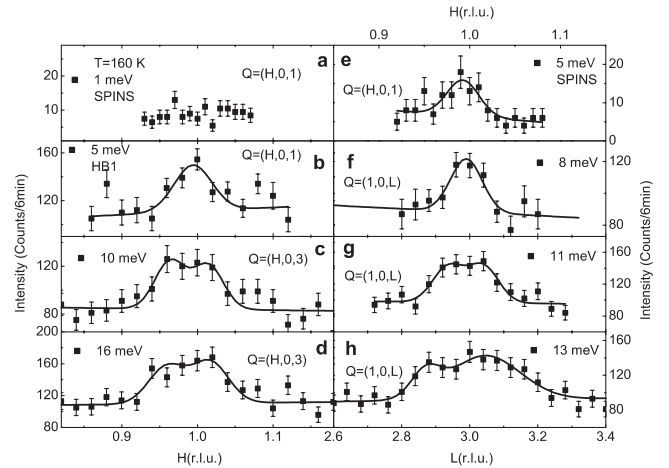 H(r.l.u.)
0.9 1.0 1.1
T=160 K
1 meV
SPINS
Q=(H,0,1)
a
30
20
10
Q=(H,0,1)
e
5 meV
SPINS
20
10
0
5 meV
HB1
Q=(H,0,1)
b
160
120
Q=(1,0,L)
f
8 meV
120
80
10 meV
Q=(H,0,3)
c
120
80
Q=(1,0,L)
g
11 meV
160
120
80
16 meV
Q=(H,0,3)
d
200
160
120
80
Q=(1,0,L)
h
13 meV
160
120
80
Intensity (Counts/6min)
Intensity (Counts/6min)
0.9 1.0 1.1 2.6 2.8 3.0 3.2 3.4
H(r.l.u.)
L(r.l.u.)